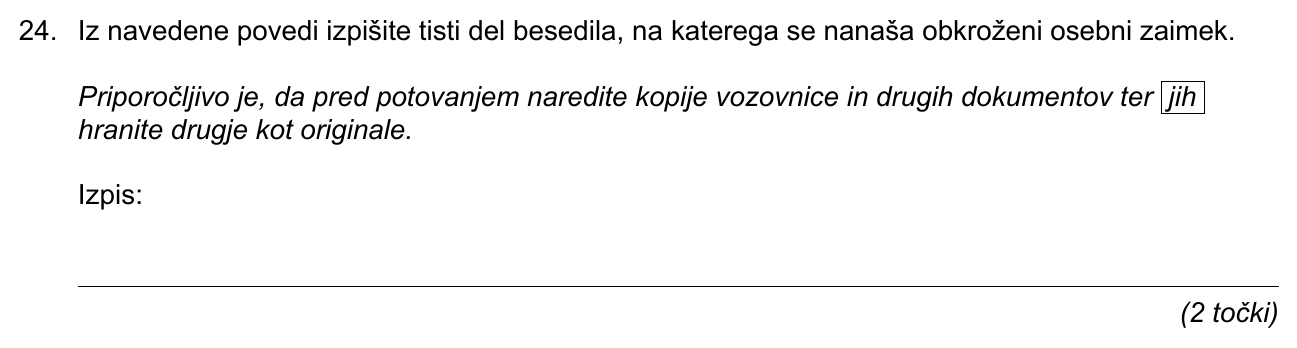 24. Iz navedene povedi izpišite tisti del besedila, na katerega se nanaša obkroženi osebni zaimek.
Priporočljivo je, da pred potovanjem naredite kopije vozovnice in drugih dokumentov ter jih
hranite drugje kot originale.
Izpis:
(2 točki)